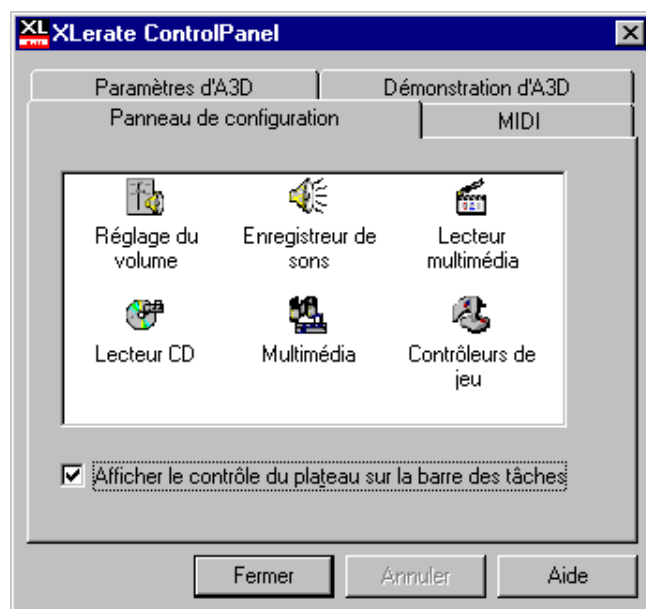 XL XLerate ControlPanel
Paramètres d'A3D Démonstration d'A3D
Panneau de configuration MIDI
Réglage du Enregistreur de Lecteur
volume sons multimédia
Lecteur CD Multimédia Contrôleurs de
jeu
Afficher le contrôle du plateau sur la barre des tâches
Fermer Annuler Aide